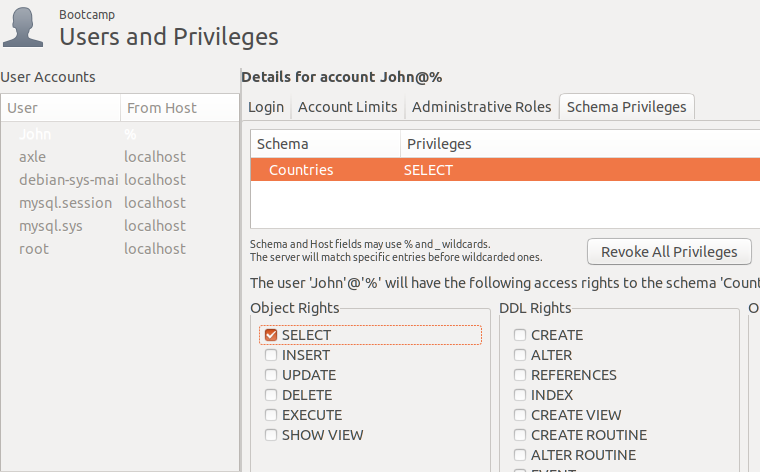 Bootcamp
Users and Privileges
User Accounts
User From Host
John %
axle localhost
debian-sys-mai localhost
mysql.session localhost
mysql.sys localhost
root localhost
Details for account John@%
Login Account Limits Administrative Roles Schema Privileges
Schema Privileges
Countries SELECT
Schema and Host fields may use % and _ wildcards.
The server will match specific entries before wildcarded ones.
Revoke All Privileges
The user 'John'@'%' will have the following access rights to the schema 'Count
Object Rights
SELECT
INSERT
UPDATE
DELETE
EXECUTE
SHOW VIEW
DDL Rights
CREATE
ALTER
REFERENCES
INDEX
CREATE VIEW
CREATE ROUTINE
ALTER ROUTINE
EVENT
O